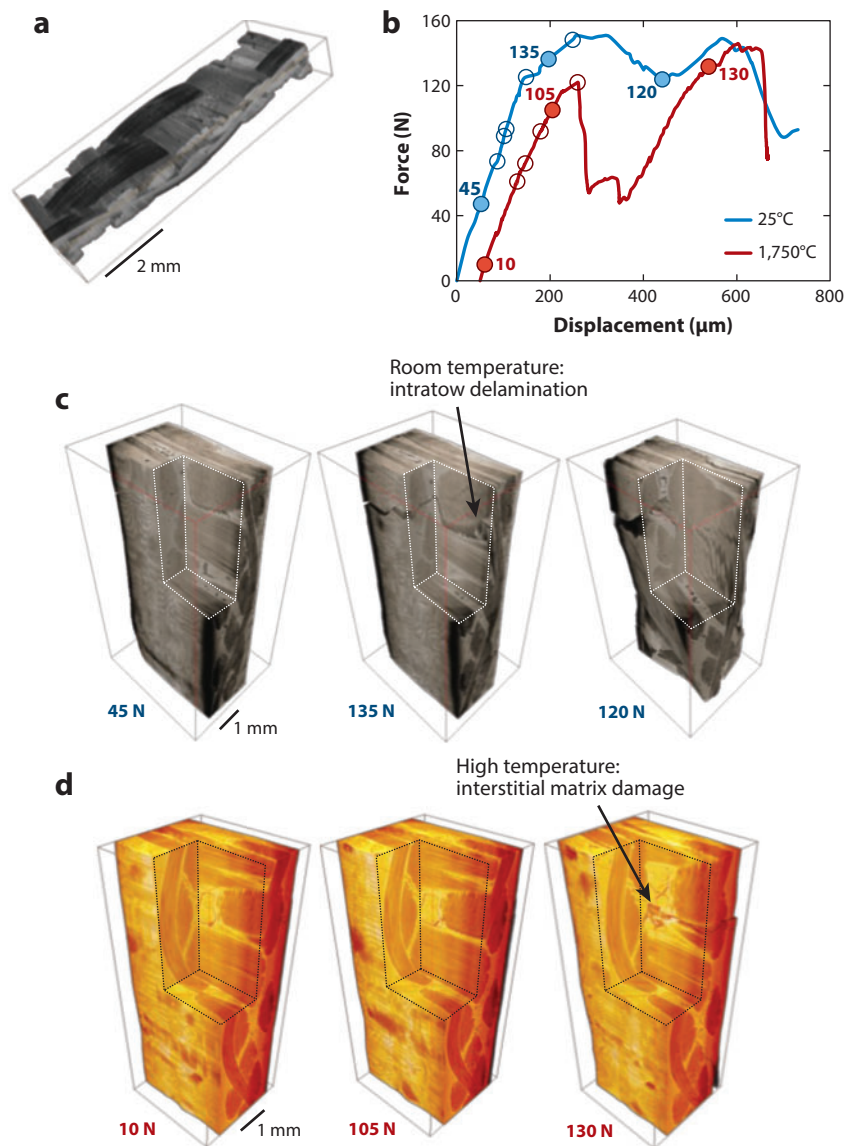 a
2 mm
b
160
120
80
40
0
Force (N)
135
120
130
105
45
10
25°C
1,750°C
0
200
400
600
800
Displacement (µm)
c
Room temperature:
intratow delamination
45 N
1 mm
135 N
120 N
d
High temperature:
interstitial matrix damage
10 N
1 mm
105 N
130 N